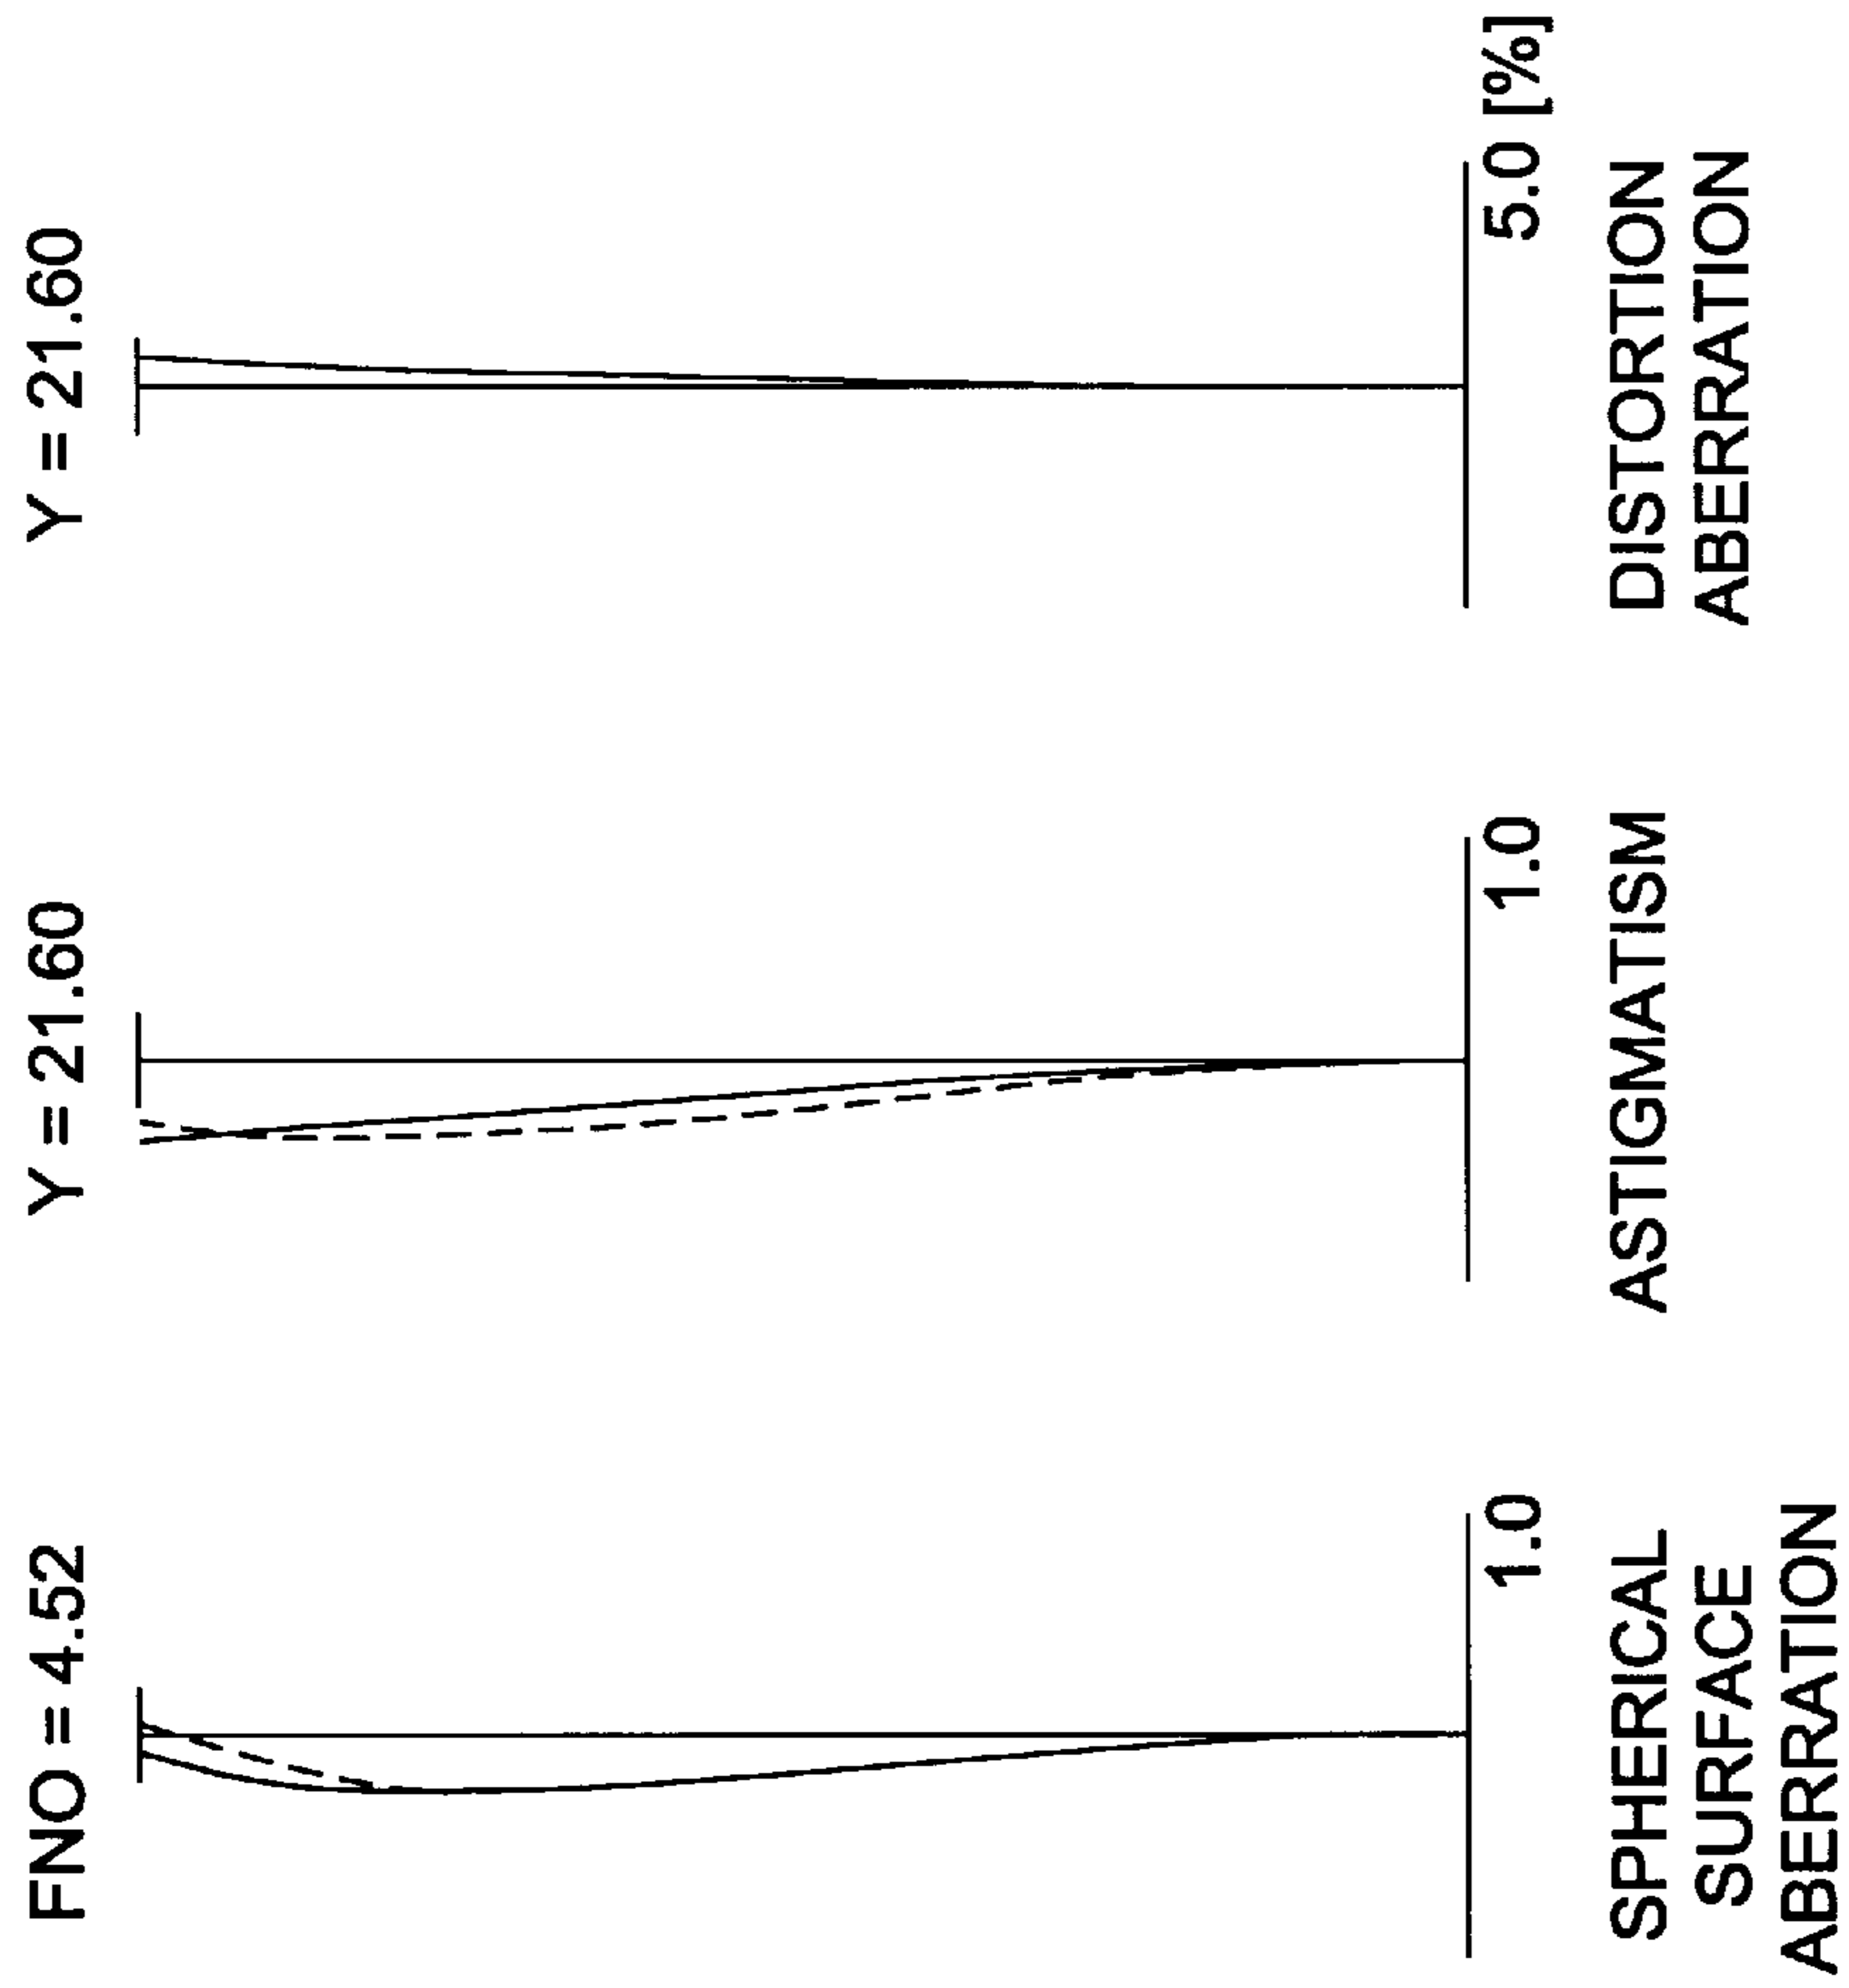 FNO = 4.52
1.0
SPHERICAL
SURFACE
ABERRATION
Y = 21.60
1.0
ASTIGMATISM
Y = 21.60
5.0 [%]
DISTORTION
ABERRATION